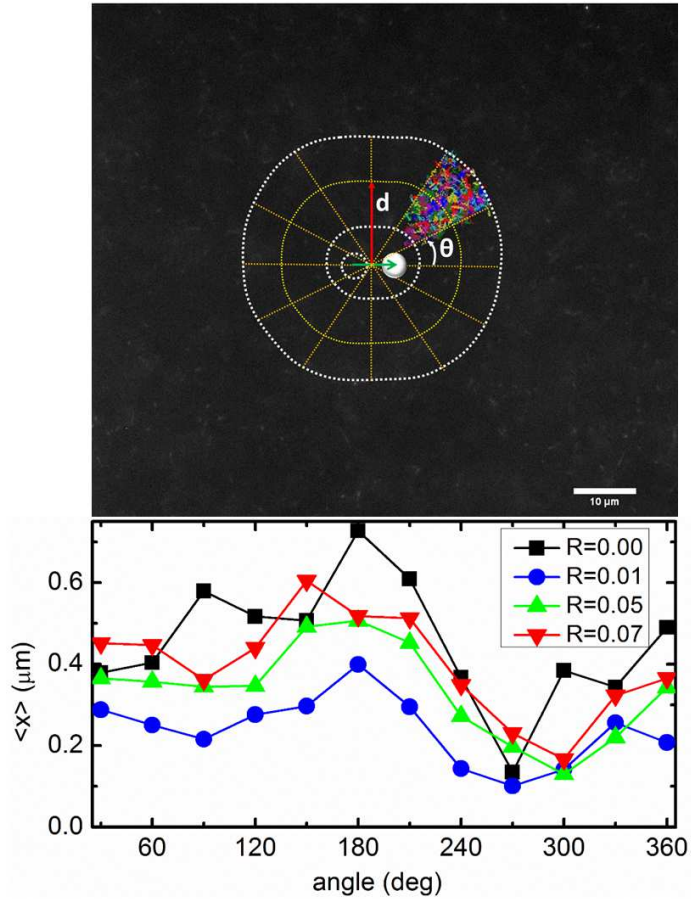 d
θ
10 μm
0.6
0.4
0.2
0.0
<x> (μm)
R=0.00
R=0.01
R=0.05
R=0.07
60 120 180 240 300 360
angle (deg)